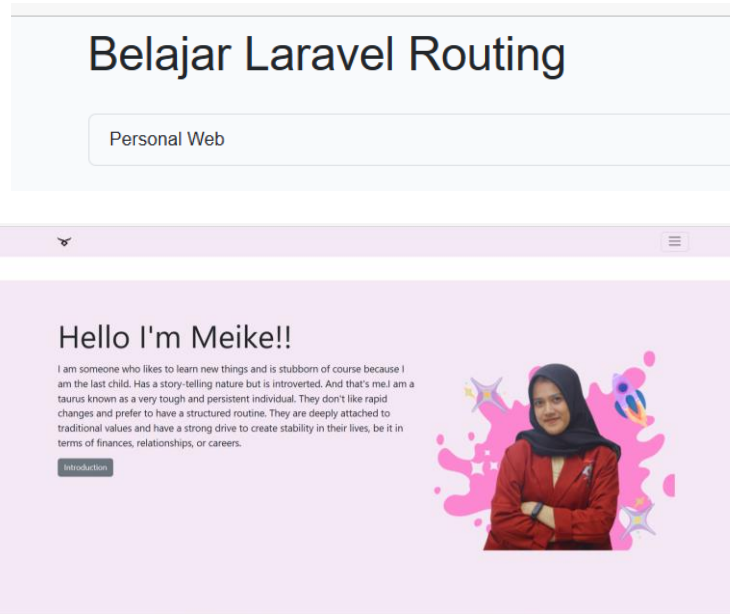 Belajar Laravel Routing
Personal Web
Hello I'm Meike!!
I am someone who likes to learn new things and is stubborn of course because I
am the last child. Has a story-telling nature but is introverted. And that's me.I am a
taurus known as a very tough and persistent individual. They don't like rapid
changes and prefer to have a structured routine. They are deeply attached to
traditional values and have a strong drive to create stability in their lives, be it in
terms of finances, relationships, or careers.
Introduction